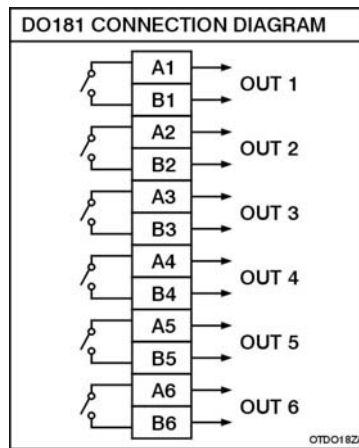 DO181 CONNECTION DIAGRAM
A1
OUT 1
B1
A2
OUT 2
B2
A3
OUT 3
B3
A4
OUT 4
B4
A5
OUT 5
B5
A6
OUT 6
B6